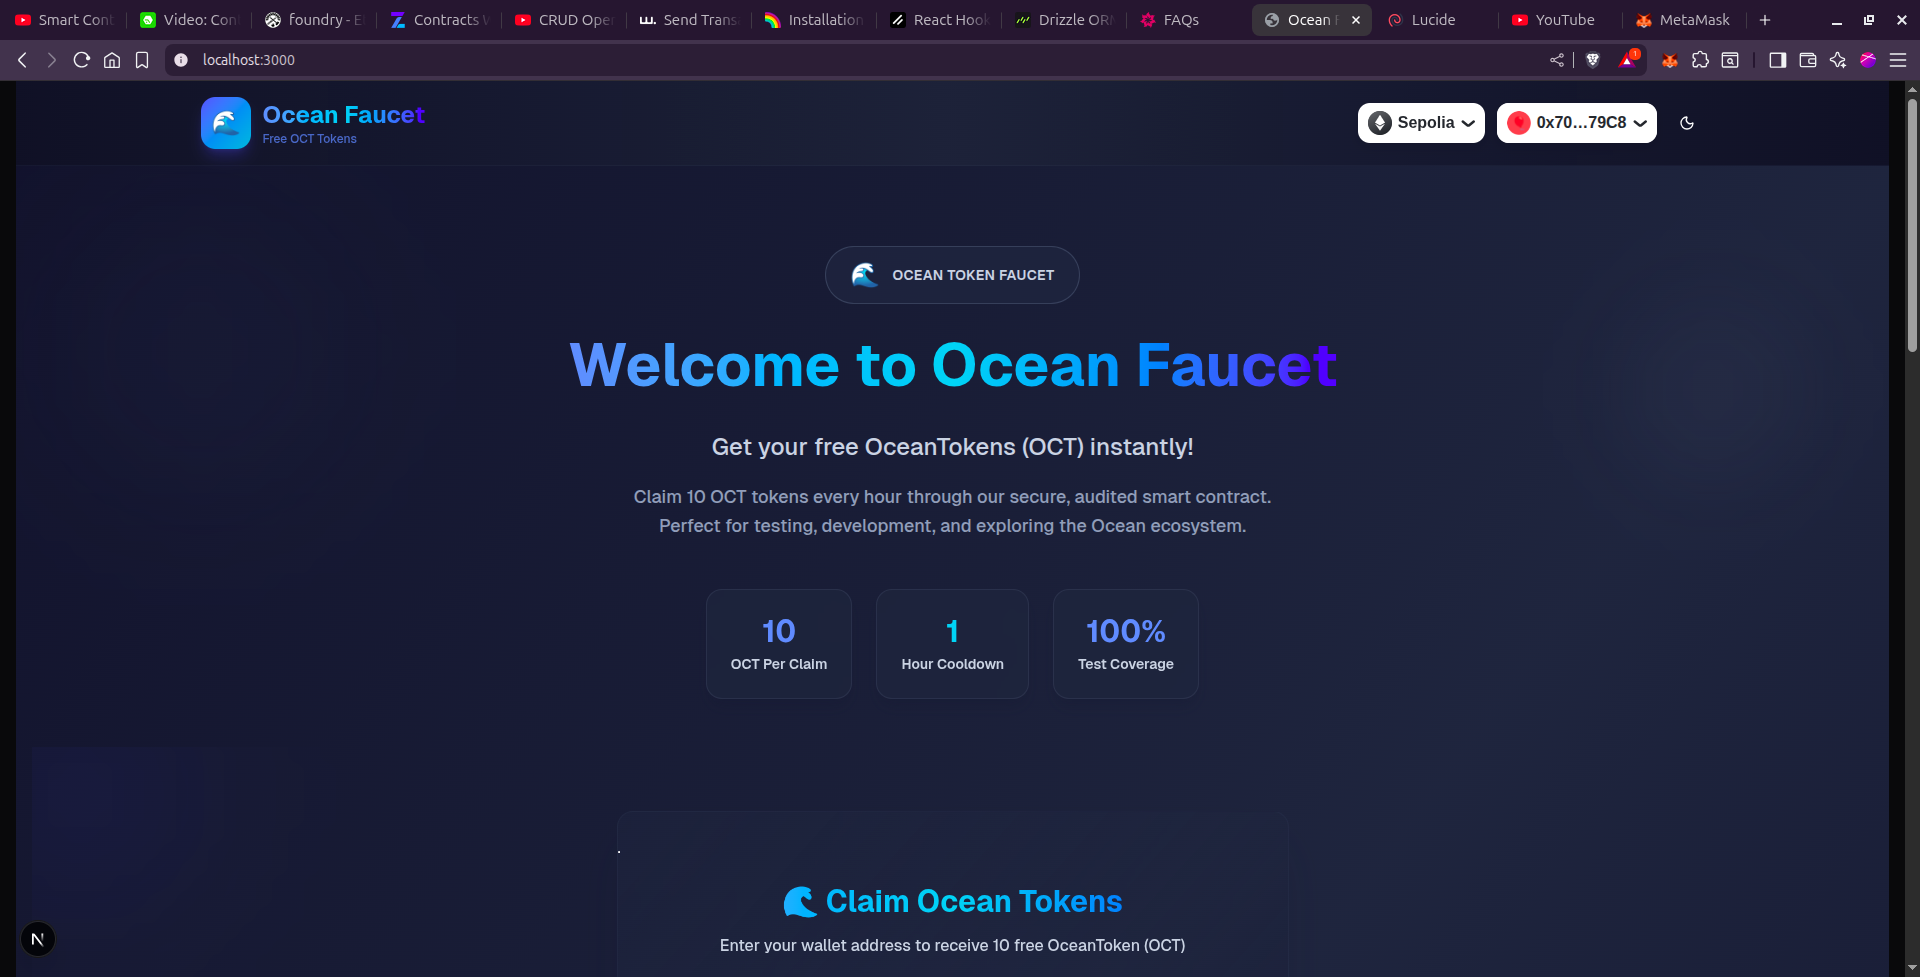 Smart Cont
Video: Con
foundry - E
Contracts W
CRUD Oper
Send Trans
Installation
React Hook
Drizzle ORM
FAQs
Ocean F
Lucide
YouTube
MetaMask
localhost:3000
1
Ocean Faucet
Free OCT Tokens
Sepolia
0x70...79C8
OCEAN TOKEN FAUCET
Welcome to Ocean Faucet
Get your free OceanTokens (OCT) instantly!
Claim 10 OCT tokens every hour through our secure, audited smart contract.
Perfect for testing, development, and exploring the Ocean ecosystem.
10
OCT Per Claim
1
Hour Cooldown
100%
Test Coverage
.
Claim Ocean Tokens
Enter your wallet address to receive 10 free OceanToken (OCT)
N